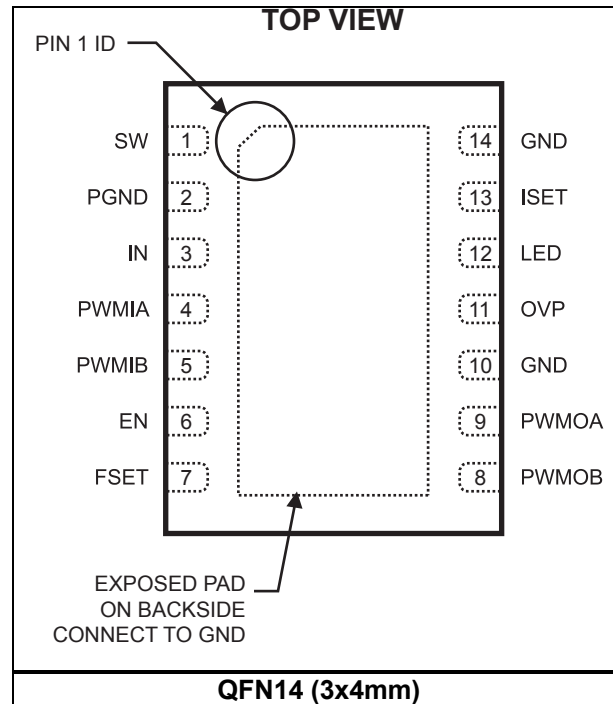 TOP VIEW
PIN 1 ID
SW 1
PGND 2
IN 3
PWMIA 4
PWMIB 5
EN 6
FSET 7
14 GND
13 ISET
12 LED
11 OVP
10 GND
9 PWMOA
8 PWMOB
EXPOSED PAD
ON BACKSIDE
CONNECT TO GND
QFN14 (3x4mm)